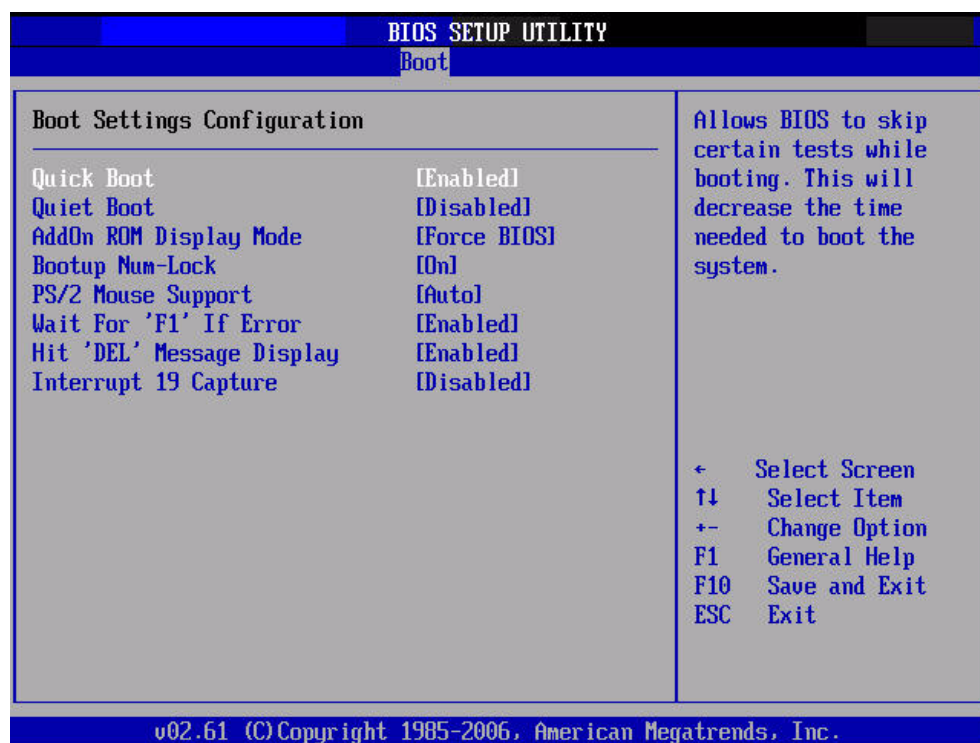 BIOS SETUP UTILITY
Boot
Boot Settings Configuration
Quick Boot [Enabled]
Quiet Boot [Disabled]
AddOn ROM Display Mode [Force BIOS]
Bootup Num-Lock [On]
PS/2 Mouse Support [Auto]
Wait For 'F1' If Error [Enabled]
Hit 'DEL' Message Display [Enabled]
Interrupt 19 Capture [Disabled]
Allows BIOS to skip
certain tests while
booting. This will
decrease the time
needed to boot the
system.
← Select Screen
↑↓ Select Item
+- Change Option
F1 General Help
F10 Save and Exit
ESC Exit
v02.61 (C)Copyright 1985-2006, American Megatrends, Inc.